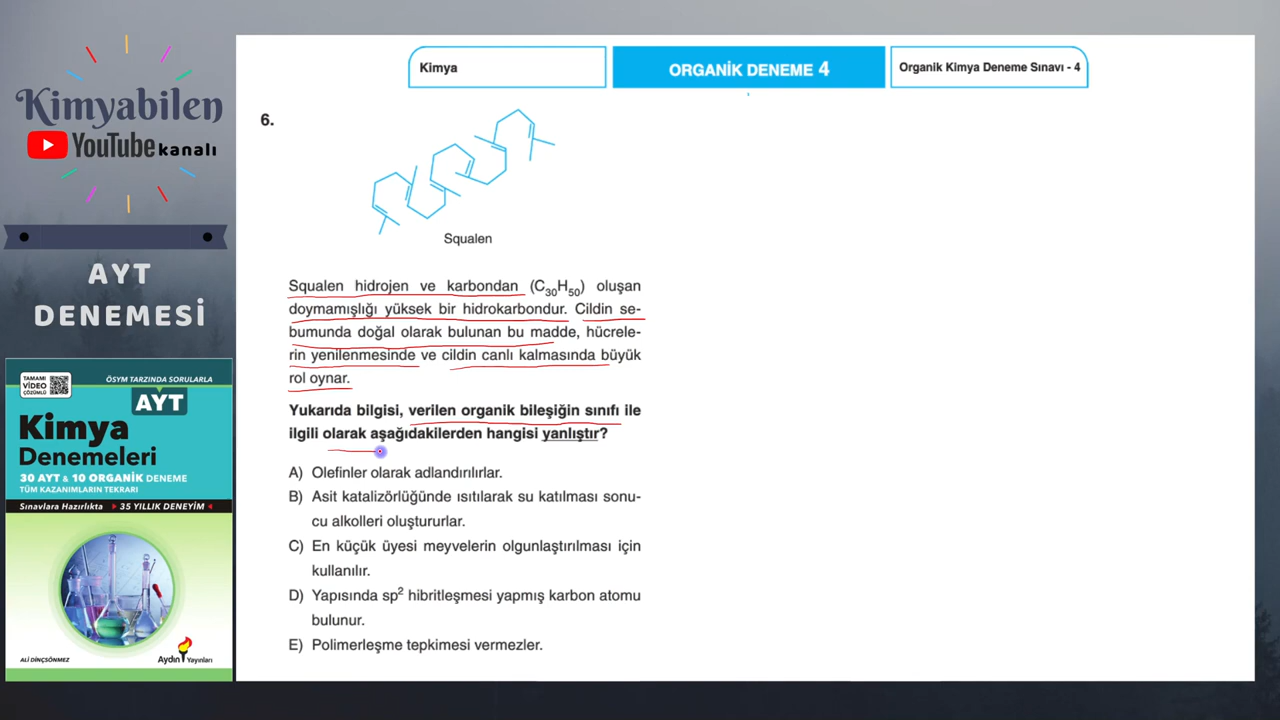 Kimyabilen
YouTube kanalı
AYT
DENEMESİ
TAMAMI
VİDEO
ÇÖZÜMLÜ
ÖSYM TARZINDA SORULARLA
AYT
Kimya
Denemeleri
30 AYT & 10 ORGANİK DENEME
TÜM KAZANIMLARIN TEKRARI
Sınavlara Hazırlıkta 35 YILLIK DENEYİM
ALİ DİNÇSÖNMEZ
Aydın Yayınları
Kimya
ORGANİK DENEME 4
Organik Kimya Deneme Sınavı - 4
6.
Squalen
Squalen hidrojen ve karbondan (C30H50) oluşan
doymamışlığı yüksek bir hidrokarbondur. Cildin se-
bumunda doğal olarak bulunan bu madde, hücrele-
rin yenilenmesinde ve cildin canlı kalmasında büyük
rol oynar.
Yukarıda bilgisi, verilen organik bileşiğin sınıfı ile
ilgili olarak aşağıdakilerden hangisi yanlıştır?
A) Olefinler olarak adlandırılırlar.
B) Asit katalizörlüğünde ısıtılarak su katılması sonu-
cu alkolleri oluştururlar.
C) En küçük üyesi meyvelerin olgunlaştırılması için
kullanılır.
D) Yapısında sp² hibritleşmesi yapmış karbon atomu
bulunur.
E) Polimerleşme tepkimesi vermezler.